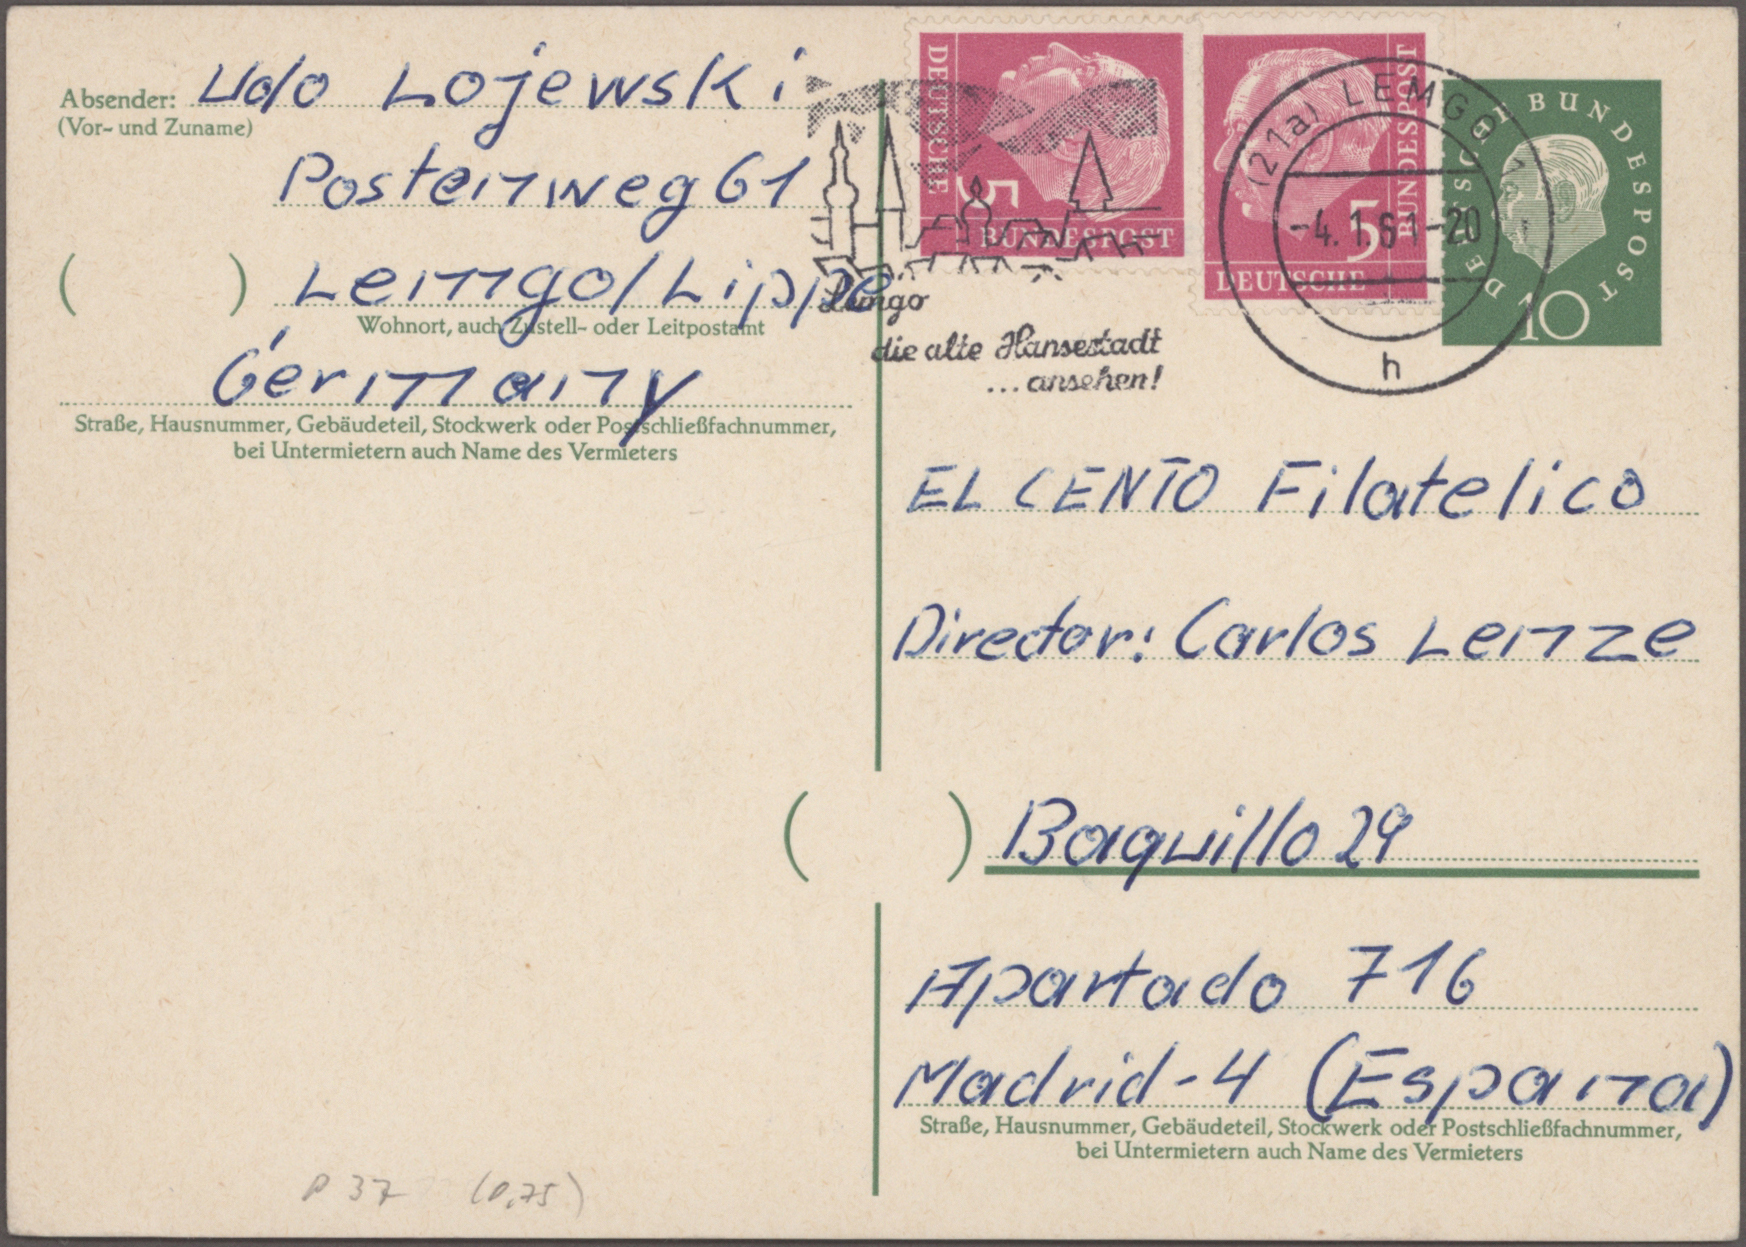 Absender: Udo Lojewski
(Vor- und Zuname)
Postenweg 61
( ) Lemgo/Lippe
Wohnort, auch Zustell- oder Leitpostamt
Germany
Straße, Hausnummer, Gebäudeteil, Stockwerk oder Postschließfachnummer,
bei Untermietern auch Name des Vermieters
DEUTSCHE
5
BUNDESPOST
BUNDESPOST
5
DEUTSCHE
DEUTSCHE BUNDESPOST
10
(21a) LEMGO 1
-4.1.61-20
h
Lemgo
die alte Hansestadt
...ansehen!
EL CENTO Filatelico
Director: Carlos Lenze
( ) Baquillo 29
Apartado 716
Madrid-4 (Espana)
Straße, Hausnummer, Gebäudeteil, Stockwerk oder Postschließfachnummer,
bei Untermietern auch Name des Vermieters
P 37 (0,75)